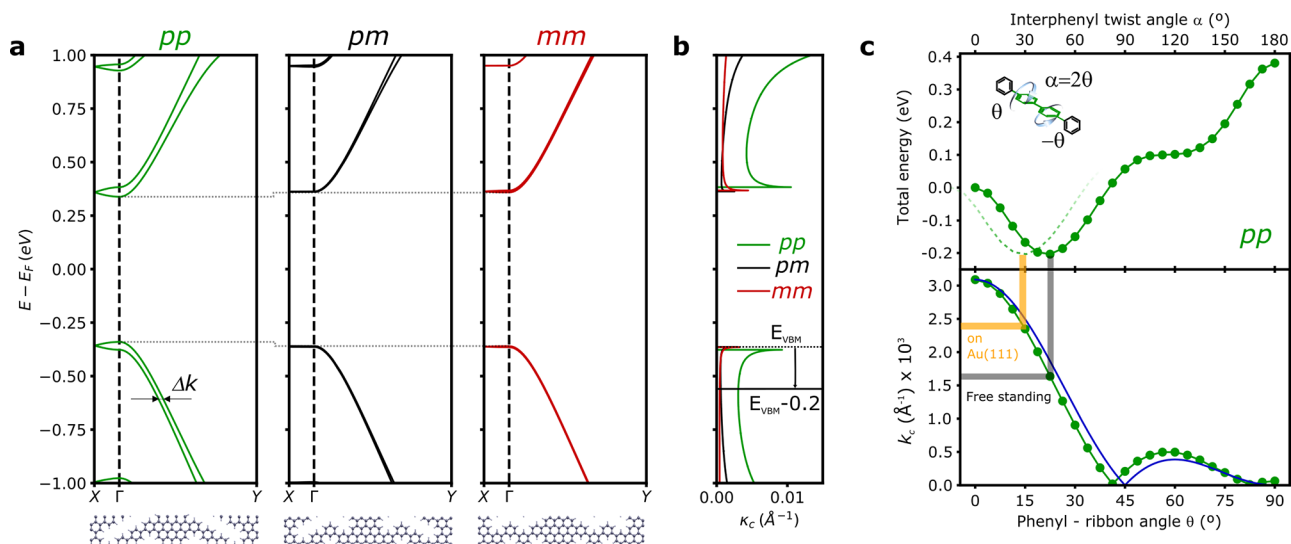 a
pp
pm
mm
E − E_F (eV)
1.00
0.75
0.50
0.25
0.00
−0.25
−0.50
−0.75
−1.00
Δk
X Γ Y
X Γ Y
X Γ Y
b
pp
pm
mm
E_VBM
E_VBM-0.2
0.00 0.01
κ_c (Å⁻¹)
c
Interphenyl twist angle α (º)
0 30 60 90 120 150 180
Total energy (eV)
0.4
0.3
0.2
0.1
0.0
-0.1
-0.2
θ
α=2θ
−θ
pp
k_c (Å⁻¹) x 10³
3.0
2.5
2.0
1.5
1.0
0.5
0.0
on
Au(111)
Free standing
0 15 30 45 60 75 90
Phenyl - ribbon angle θ (º)